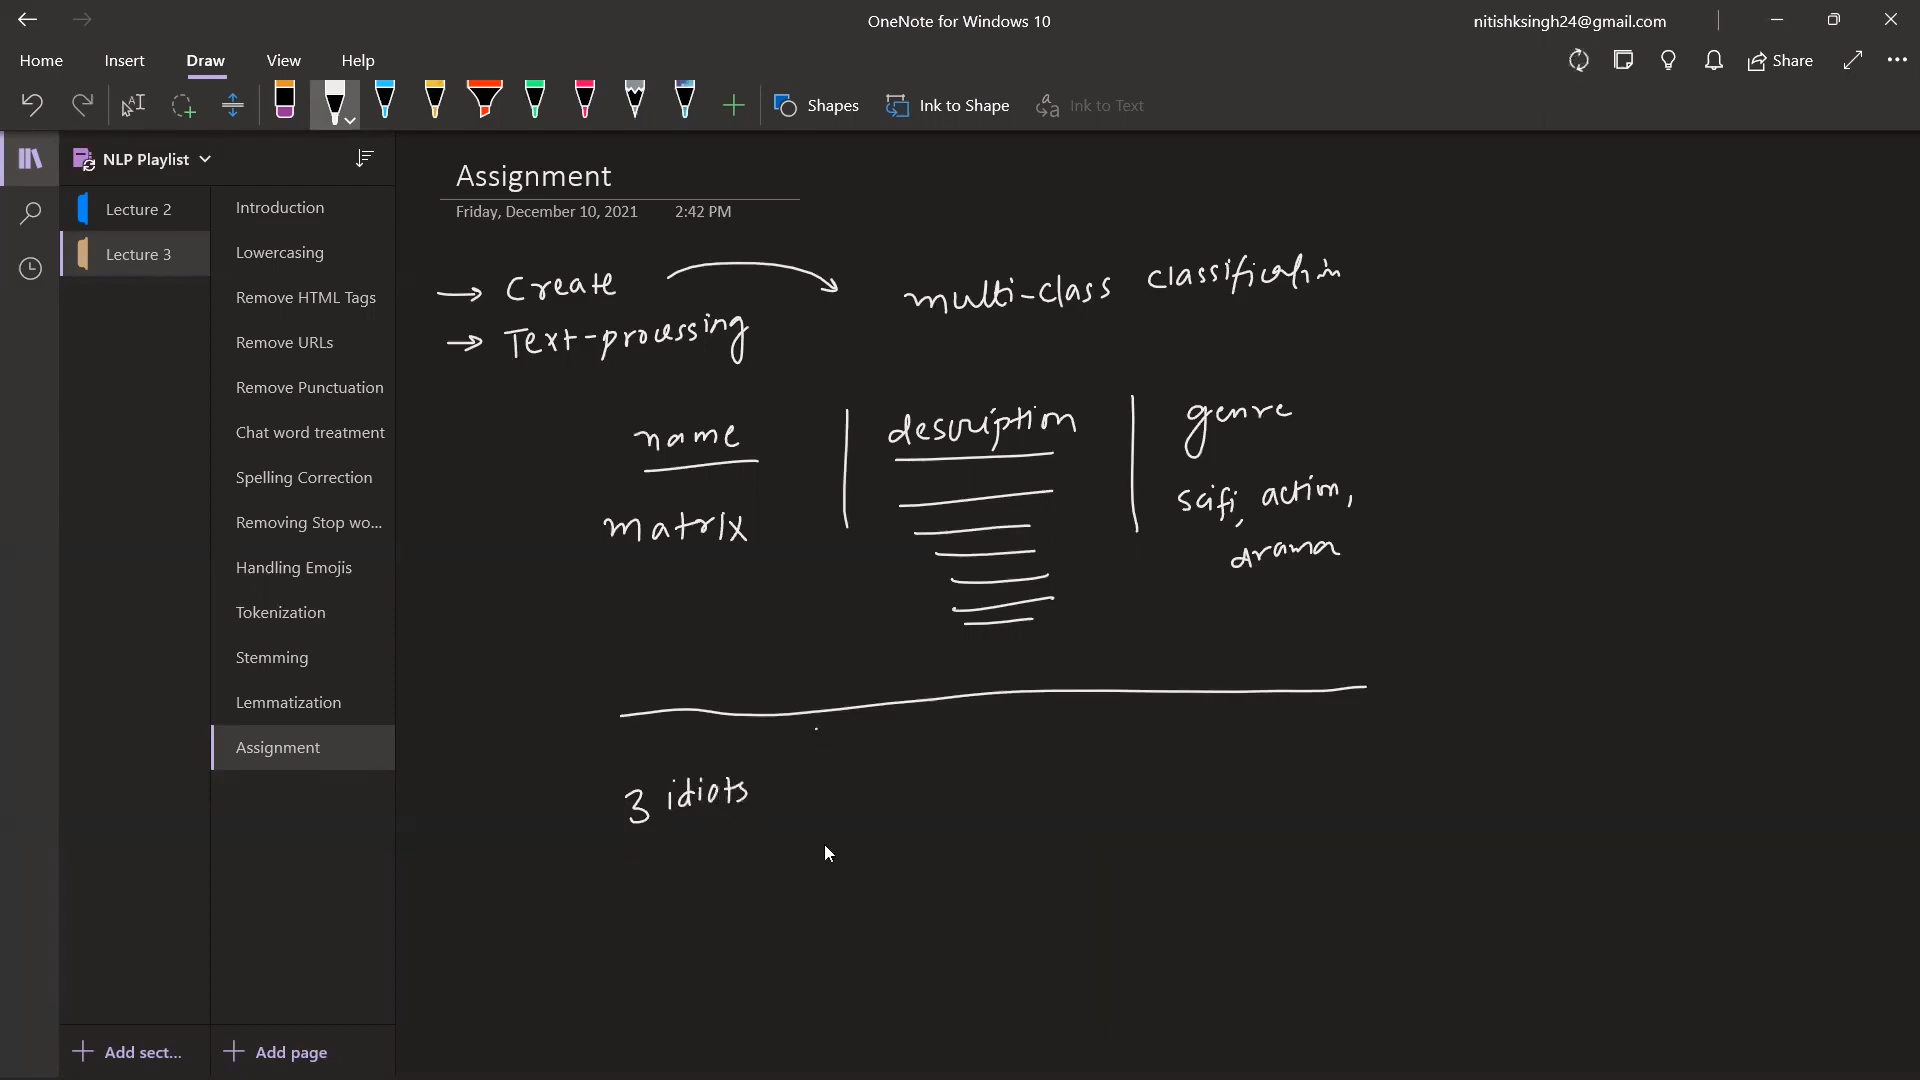 OneNote for Windows 10
nitishksingh24@gmail.com
Home Insert Draw View Help
Share
Shapes Ink to Shape Ink to Text
NLP Playlist
Lecture 2
Lecture 3
Introduction
Lowercasing
Remove HTML Tags
Remove URLs
Remove Punctuation
Chat word treatment
Spelling Correction
Removing Stop wo...
Handling Emojis
Tokenization
Stemming
Lemmatization
Assignment
Add sect...
Add page
Assignment
Friday, December 10, 2021 2:42 PM
→ Create multi-class classification
→ Text-processing
name | description | genre
matrix scifi, action,
drama
3 idiots